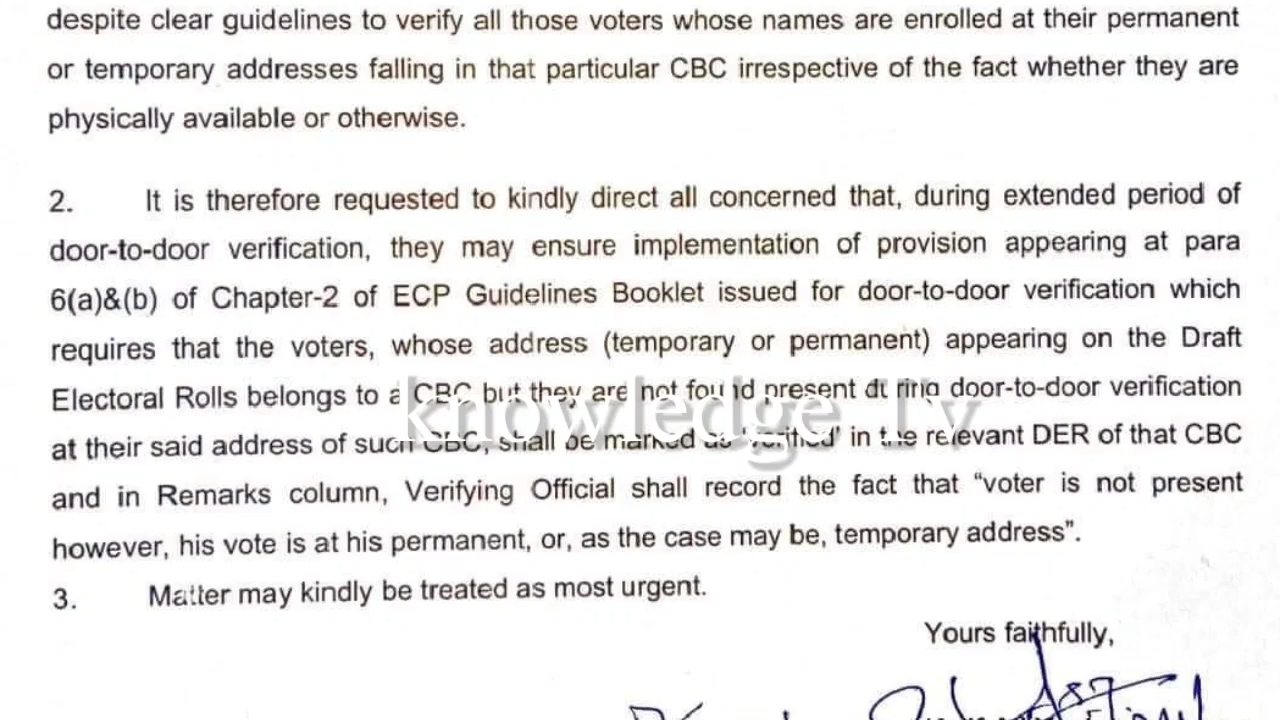 despite clear guidelines to verify all those voters whose names are enrolled at their permanent
or temporary addresses falling in that particular CBC irrespective of the fact whether they are
physically available or otherwise.
2. It is therefore requested to kindly direct all concerned that, during extended period of
door-to-door verification, they may ensure implementation of provision appearing at para
6(a)&(b) of Chapter-2 of ECP Guidelines Booklet issued for door-to-door verification which
requires that the voters, whose address (temporary or permanent) appearing on the Draft
Electoral Rolls belongs to a CBC but they are not found present during door-to-door verification
knowledge Tv
at their said address of such CBC, shall be marked as 'verified' in the relevant DER of that CBC
and in Remarks column, Verifying Official shall record the fact that “voter is not present
however, his vote is at his permanent, or, as the case may be, temporary address”.
3. Matter may kindly be treated as most urgent.
Yours faithfully,